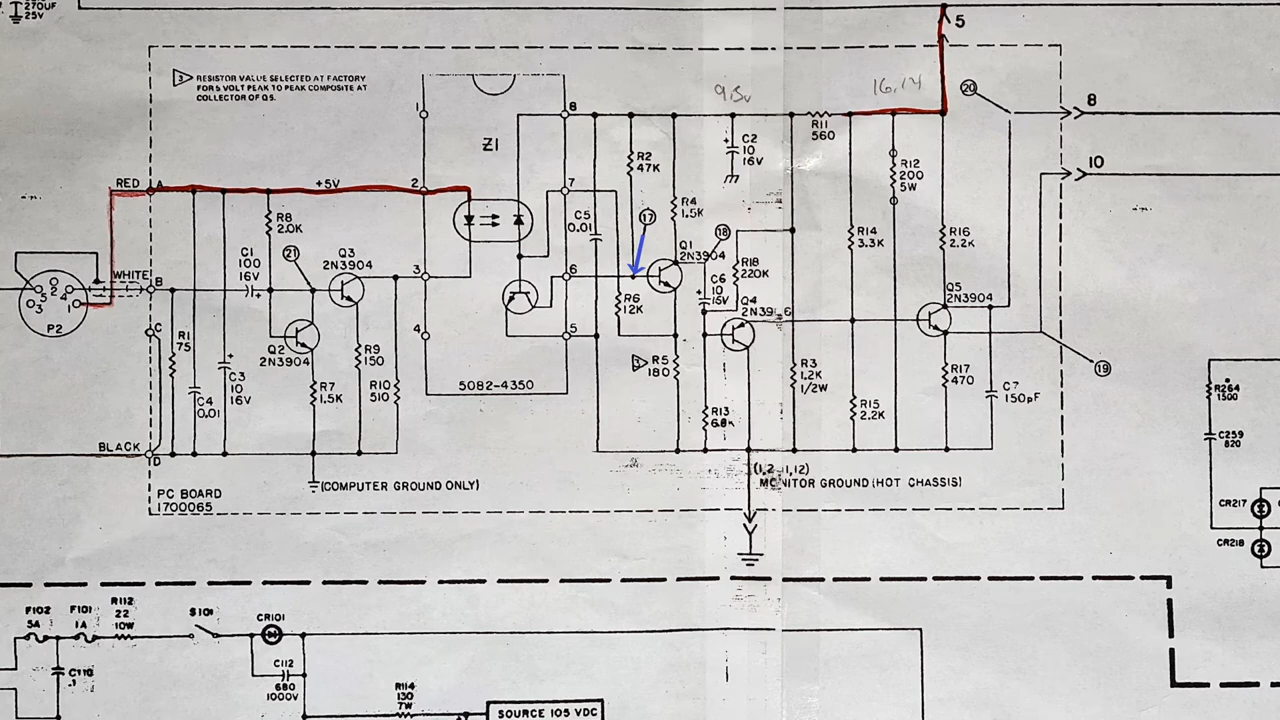 270UF
25V
5
3
RESISTOR VALUE SELECTED AT FACTORY
FOR 5 VOLT PEAK TO PEAK COMPOSITE AT
COLLECTOR OF Q5.
1
Z1
8
9.5v
16.14
20
8
R11
560
C2
10
16V
RED
A
+5V
2
7
R2
47K
R12
200
5W
10
R8
2.0K
C5
0.01
R4
1.5K
17
18
R14
3.3K
R16
2.2K
C1
100
16V
21
Q3
2N3904
3
6
Q1
2N3904
R18
220K
WHITE
B
5
2
4
3
1
P2
C6
10
16V
R6
12K
Q4
Q5
2N3904
C
R1
75
Q2
2N3904
4
5
R9
150
3
R5
180
R3
1.2K
1/2W
R17
470
19
C3
10
16V
C4
0.01
R7
1.5K
R10
510
5082-4350
R13
6.8K
R15
2.2K
C7
150pF
R264
1500
C259
820
BLACK
D
(COMPUTER GROUND ONLY)
MONITOR GROUND (HOT CHASSIS)
PC BOARD
1700065
CR217
CR218
F102
5A
F101
1A
R112
22
10W
S101
CR101
C110
.1
C112
680
1000V
R114
130
7W
SOURCE 105 VDC